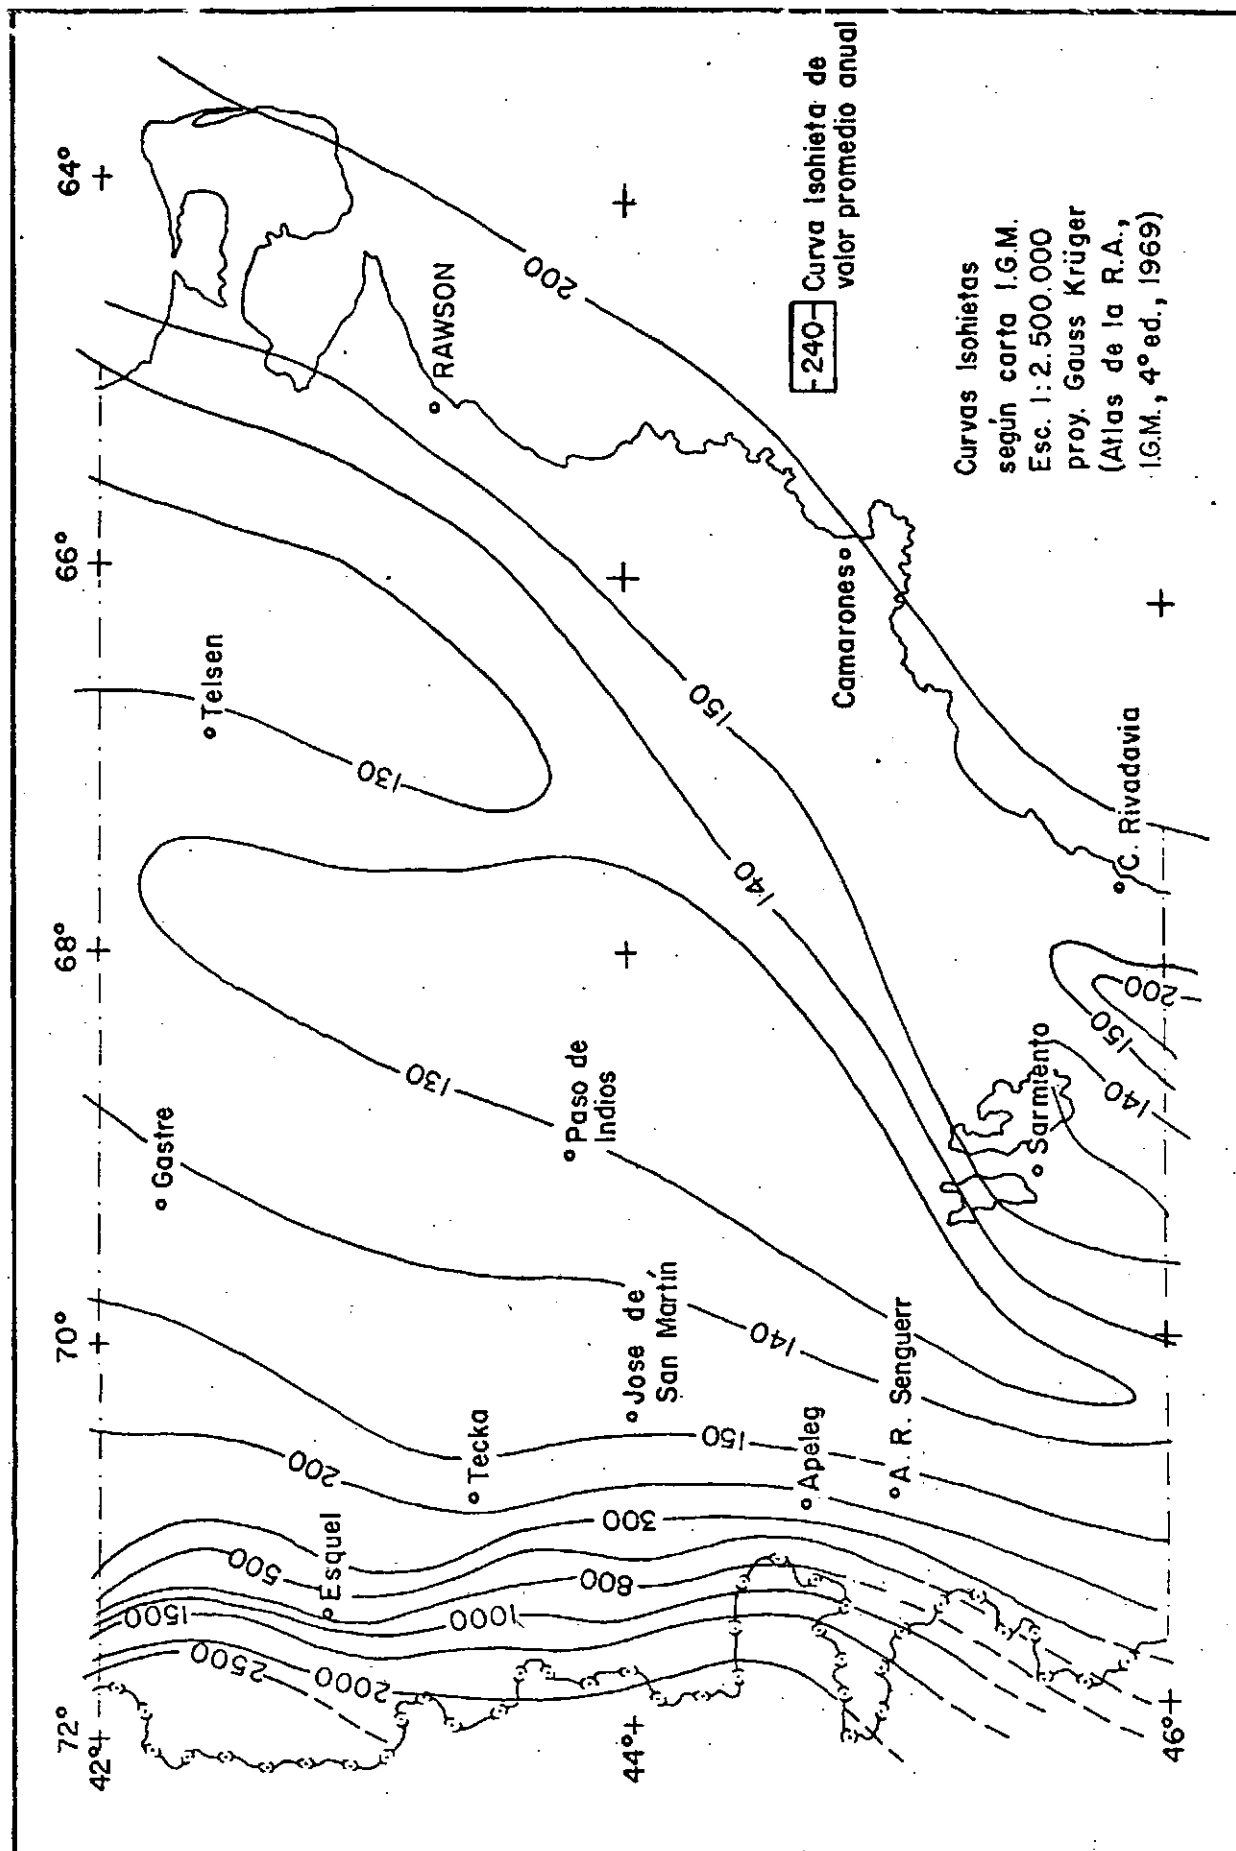 72°
70°
68°
66°
64°
42°
44°
46°
2500
2000
1500
1000
800
500
300
200
150
140
130
130
140
150
200
140
150
200
Esquel
Tecka
Gastre
Telsen
RAWSON
Jose de
San Martín
Paso de
Indios
Apeleg
A. R. Senguerr
Sarmiento
Camarones
C. Rivadavia
240 Curva Isohieta de
valor promedio anual
Curvas Isohietas
según carta I.G.M.
Esc. 1:2.500.000
proy. Gauss Krüger
(Atlas de la R.A.,
I.G.M., 4° ed., 1969)